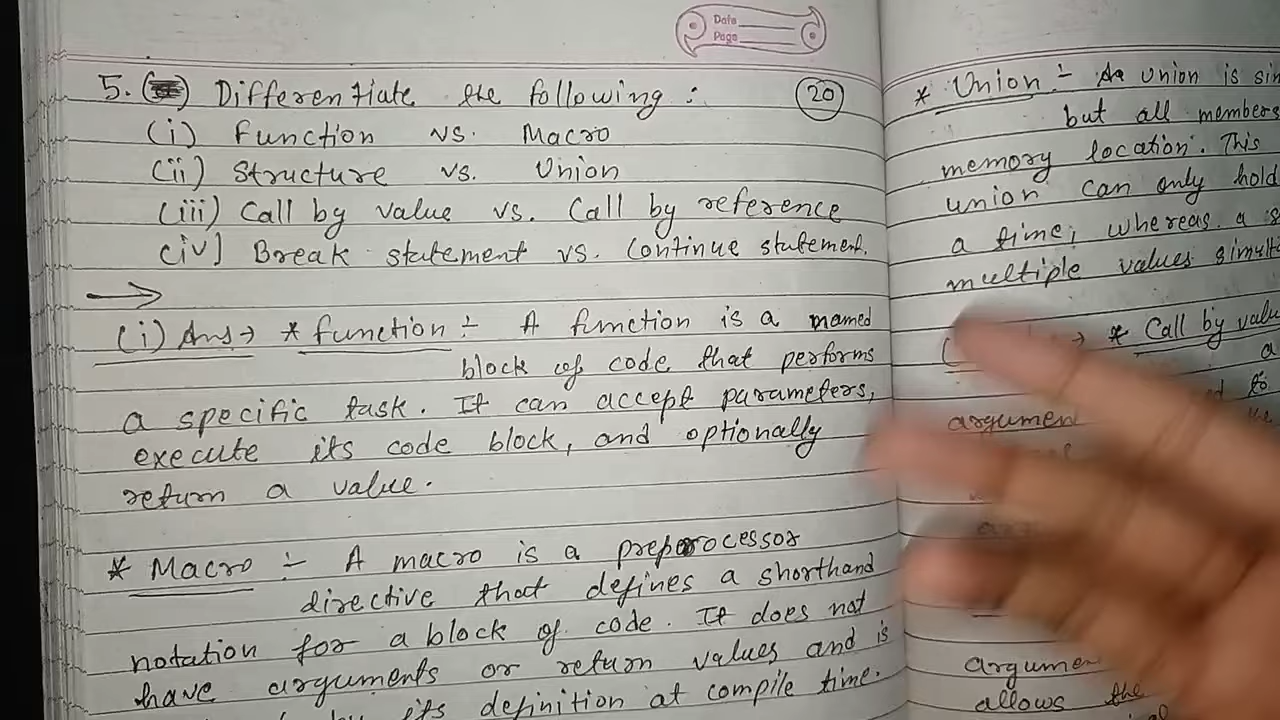 Date
Page
5. Differentiate the following : 20
(i) Function vs. Macro
(ii) Structure vs. Union
(iii) Call by value vs. Call by reference
(iv) Break statement vs. Continue statement.
(i) Ans → * function :- A function is a named
block of code that performs
a specific task. It can accept parameters,
execute its code block, and optionally
return a value.
* Macro :- A macro is a preprocessor
directive that defines a shorthand
notation for a block of code. It does not
have arguments or return values and is
its definition at compile time.
* Union :- A union is
but all members
memory location. This
union can only hold
a time, whereas a
multiple values
* Call by
a
to
argumen
allows the